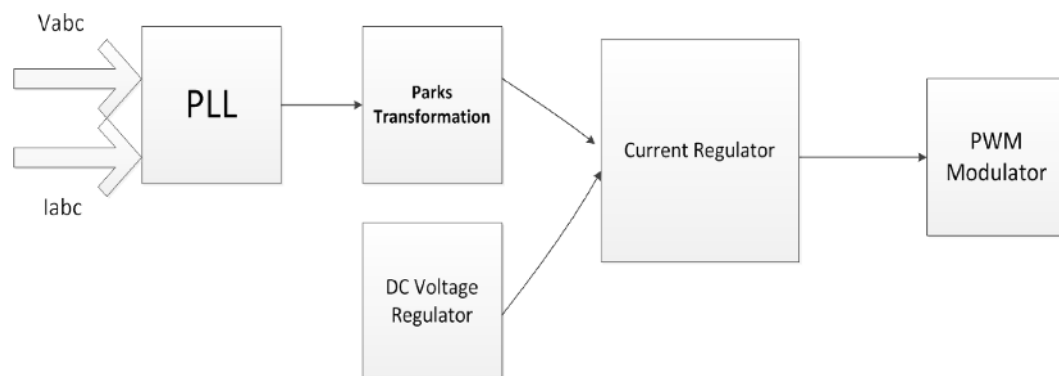 Vabc
Iabc
PLL
Parks
Transformation
DC Voltage
Regulator
Current Regulator
PWM
Modulator